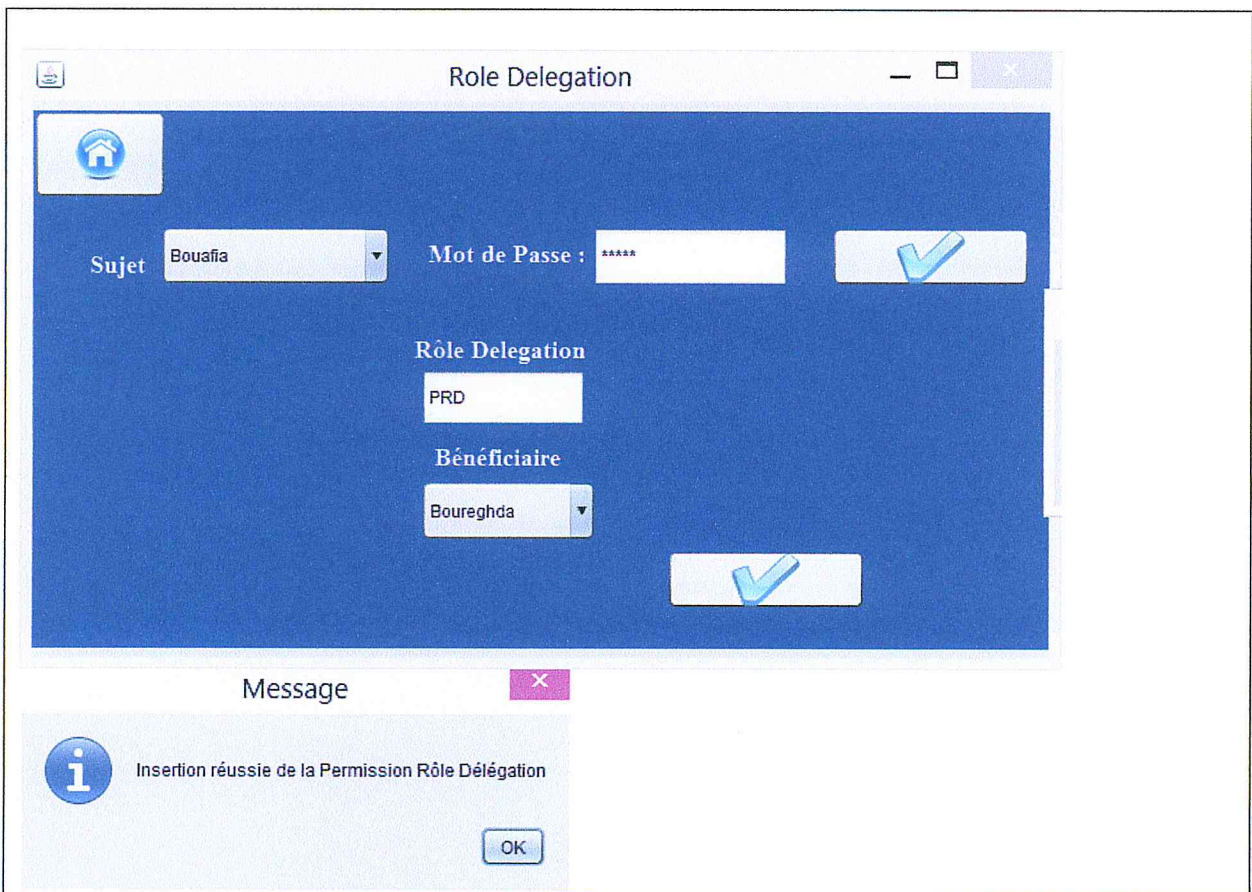 Role Delegation
Sujet
Bouafia
Mot de Passe :
*****
Rôle Delegation
PRD
Bénéficiaire
Boureghda
Message
Insertion réussie de la Permission Rôle Délégation
OK